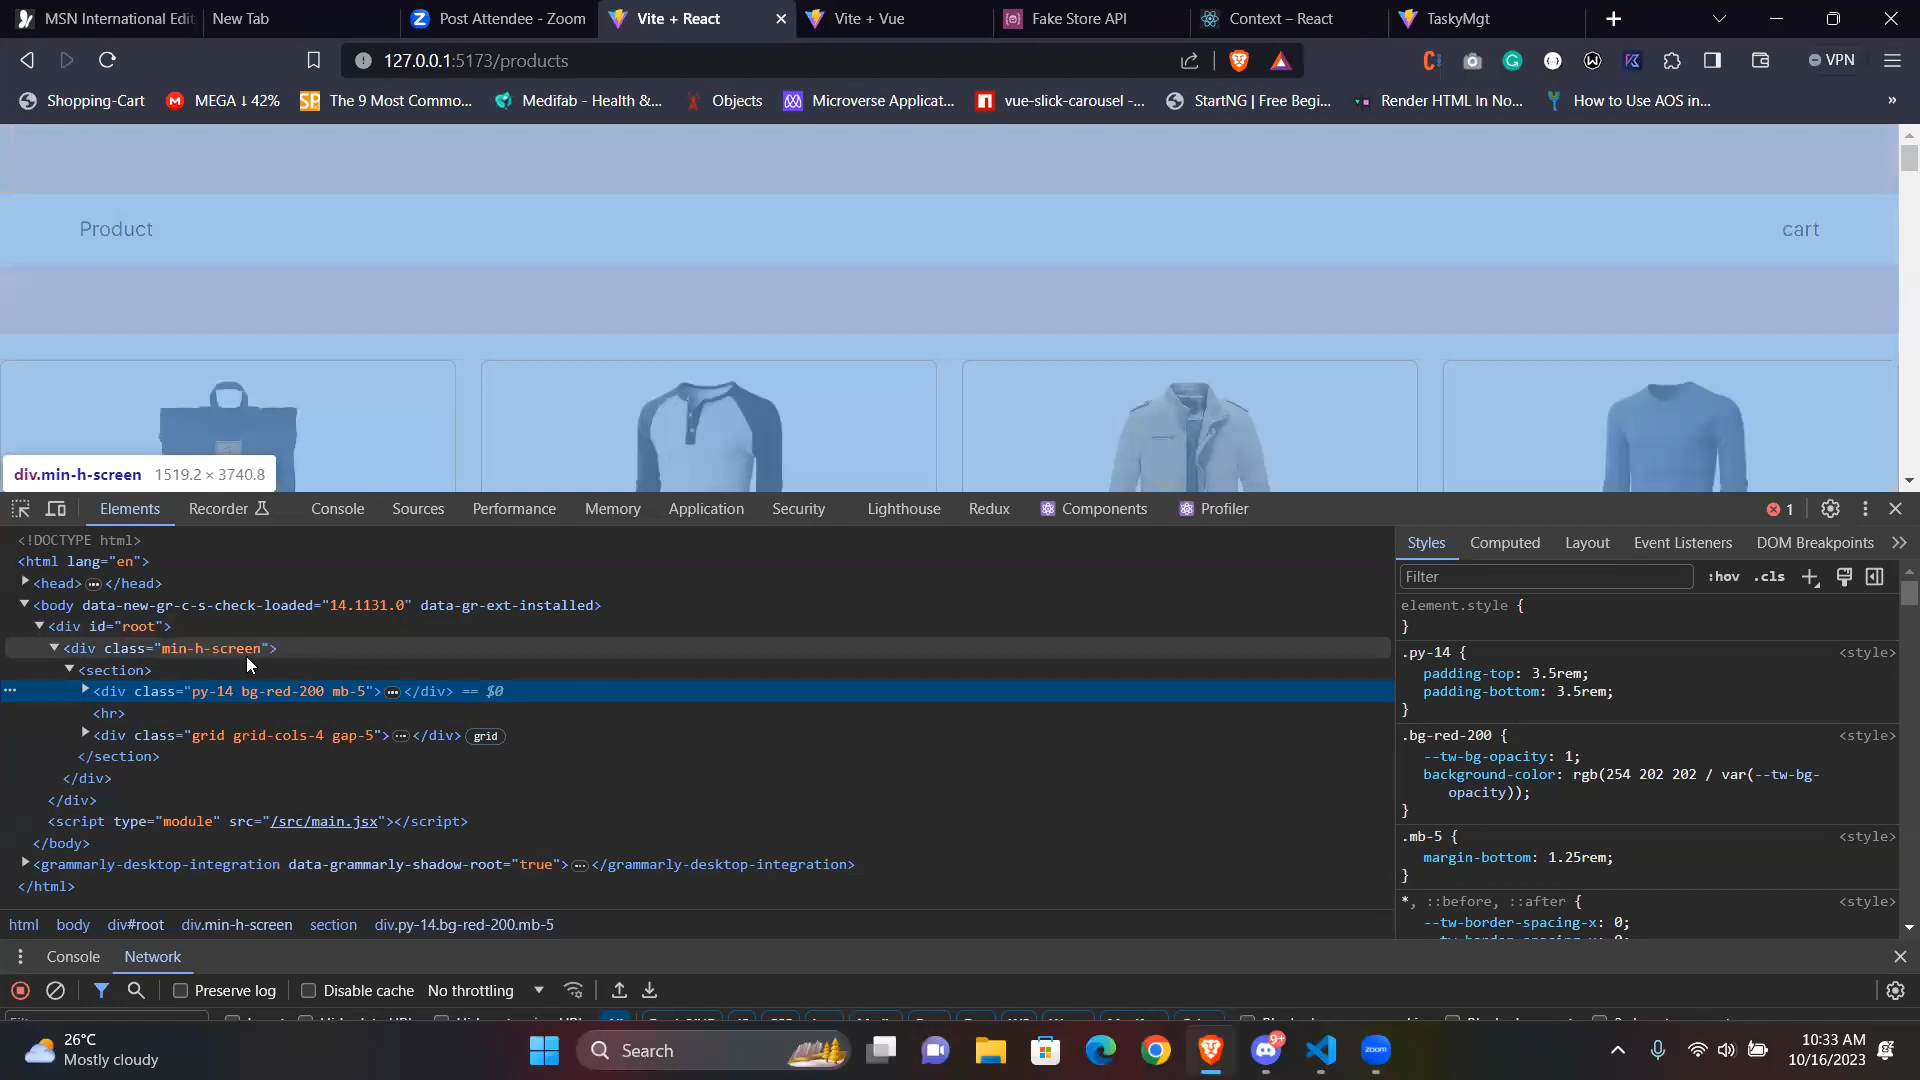 MSN International Edit
New Tab
Post Attendee - Zoom
Vite + React
Vite + Vue
Fake Store API
Context – React
TaskyMgt
127.0.0.1:5173/products
VPN
Shopping-Cart
MEGA ↓ 42%
The 9 Most Commo...
Medifab - Health &...
Objects
Microverse Applicat...
vue-slick-carousel -...
StartNG | Free Begi...
Render HTML In No...
How to Use AOS in...
»
Product
cart
div.min-h-screen 1519.2 × 3740.8
Elements
Recorder
Console
Sources
Performance
Memory
Application
Security
Lighthouse
Redux
Components
Profiler
1
<!DOCTYPE html>
<html lang="en">
<head> … </head>
<body data-new-gr-c-s-check-loaded="14.1131.0" data-gr-ext-installed>
<div id="root">
<div class="min-h-screen">
<section>
<div class="py-14 bg-red-200 mb-5"> … </div> == $0
<hr>
<div class="grid grid-cols-4 gap-5"> … </div> grid
</section>
</div>
</div>
<script type="module" src="/src/main.jsx"></script>
</body>
<grammarly-desktop-integration data-grammarly-shadow-root="true"> … </grammarly-desktop-integration>
</html>
html body div#root div.min-h-screen section div.py-14.bg-red-200.mb-5
Styles
Computed
Layout
Event Listeners
DOM Breakpoints
»
Filter
:hov .cls
element.style {
}
.py-14 { <style>
padding-top: 3.5rem;
padding-bottom: 3.5rem;
}
.bg-red-200 { <style>
--tw-bg-opacity: 1;
background-color: rgb(254 202 202 / var(--tw-bg-
opacity));
}
.mb-5 { <style>
margin-bottom: 1.25rem;
}
*, ::before, ::after { <style>
--tw-border-spacing-x: 0;
Console
Network
Preserve log
Disable cache
No throttling
26°C
Mostly cloudy
Search
9+
zoom
10:33 AM
10/16/2023